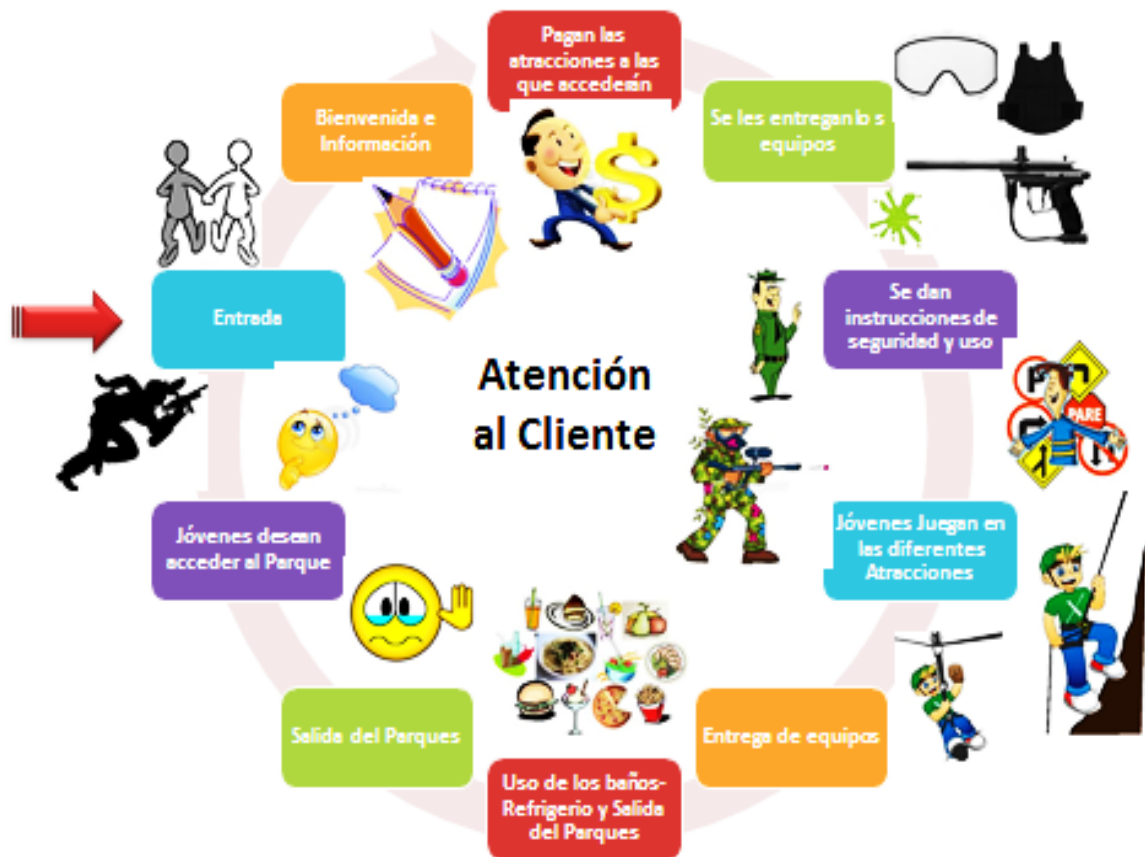 Pagan las
atracciones a las
que accederán
Bienvenida e
Información
Se les entreganlo s
equipos
Entrada
Se dan
instrucciones de
seguridad y uso
PARE
Atención
al Cliente
Jóvenes desean
acceder al Parque
Jóvenes Juegan en
las diferentes
Atracciones
Salida del Parques
Entrega de equipos
Uso de los baños-
Refrigerio y Salida
del Parques